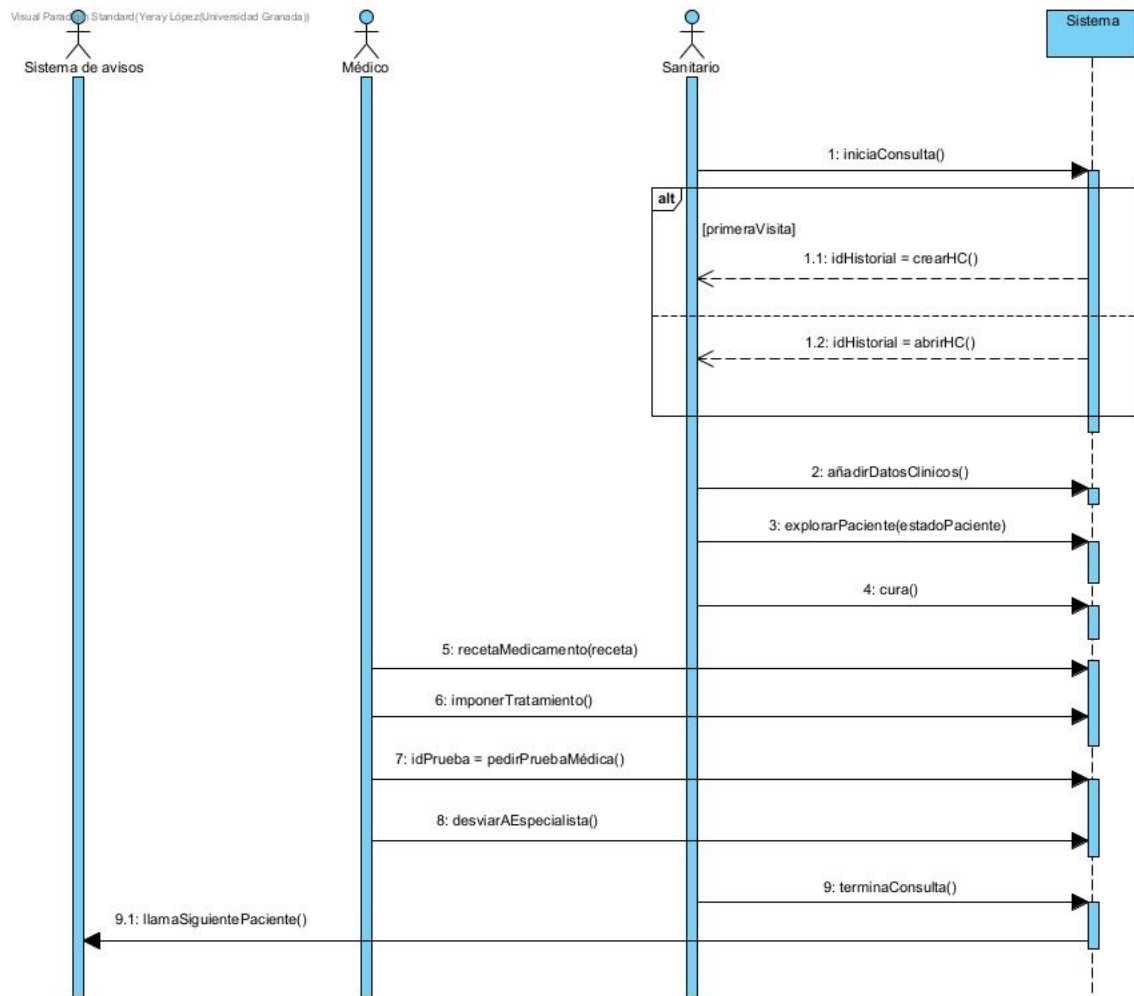 Visual Paradigm Standard(Yeray López(Universidad Granada))
Sistema de avisos
Médico
Sanitario
Sistema
1: iniciaConsulta()
alt
[primeraVisita]
1.1: idHistorial = crearHC()
1.2: idHistorial = abrirHC()
2: añadirDatosClinicos()
3: explorarPaciente(estadoPaciente)
4: cura()
5: recetaMedicamento(receta)
6: imponerTratamiento()
7: idPrueba = pedirPruebaMédica()
8: desviarAEspecialista()
9: terminaConsulta()
9.1: llamaSiguientePaciente()